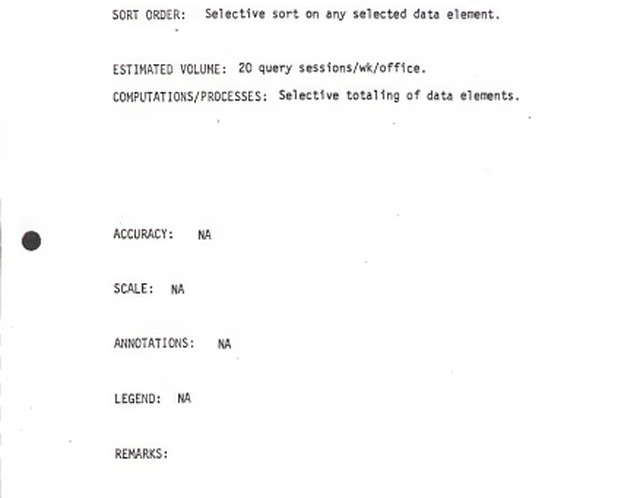 SORT ORDER: Selective sort on any selected data element.
ESTIMATED VOLUME: 20 query sessions/wk/office.
COMPUTATIONS/PROCESSES: Selective totaling of data elements.
ACCURACY: NA
SCALE: NA
ANNOTATIONS: NA
LEGEND: NA
REMARKS: